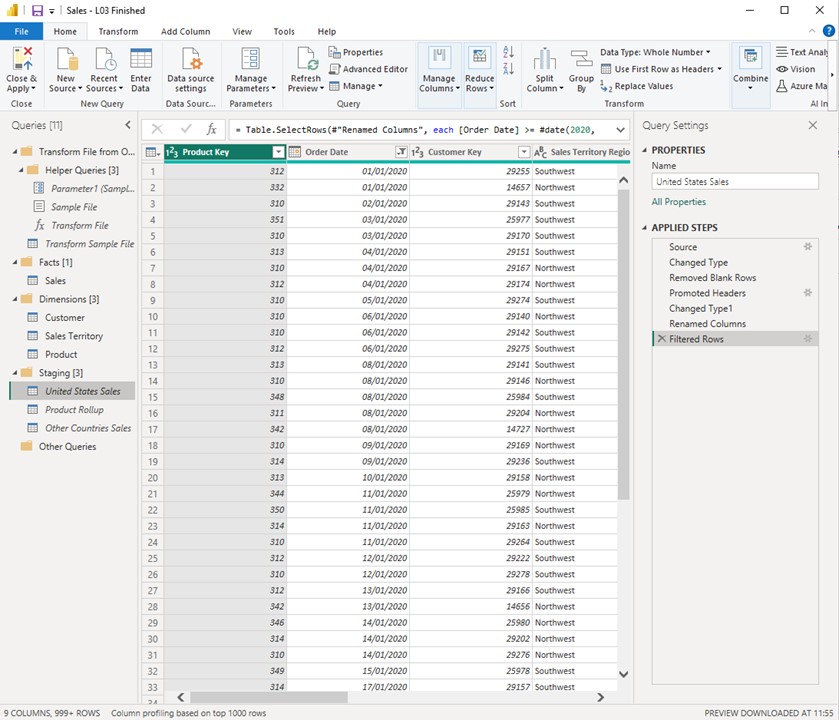 Sales - L03 Finished
File Home Transform Add Column View Tools Help
Close & Apply
Close
New Source
Recent Sources
Enter Data
New Query
Data source settings
Data Sourc...
Manage Parameters
Parameters
Refresh Preview
Properties
Advanced Editor
Manage
Query
Manage Columns
Reduce Rows
Sort
Split Column
Group By
Data Type: Whole Number
Use First Row as Headers
Replace Values
Transform
Combine
Text Analy
Vision
Azure Ma
AI In
Queries [11]
Transform File from O...
Helper Queries [3]
Parameter1 (Sampl...
Sample File
Transform File
Transform Sample File
Facts [1]
Sales
Dimensions [3]
Customer
Sales Territory
Product
Staging [3]
United States Sales
Product Rollup
Other Countries Sales
Other Queries
fx = Table.SelectRows(#"Renamed Columns", each [Order Date] >= #date(2020,
Product Key Order Date Customer Key Sales Territory Regio
1 312 01/01/2020 29255 Southwest
2 332 01/01/2020 14657 Northwest
3 310 02/01/2020 29143 Southwest
4 351 03/01/2020 25977 Southwest
5 310 03/01/2020 29170 Southwest
6 313 04/01/2020 29151 Southwest
7 310 04/01/2020 29167 Northwest
8 312 04/01/2020 29174 Northwest
9 310 05/01/2020 29274 Southwest
10 310 06/01/2020 29140 Northwest
11 310 06/01/2020 29142 Southwest
12 312 06/01/2020 29275 Southwest
13 313 08/01/2020 29141 Southwest
14 310 08/01/2020 29146 Northwest
15 348 08/01/2020 25984 Southwest
16 311 08/01/2020 29204 Northwest
17 342 08/01/2020 14727 Northwest
18 310 09/01/2020 29169 Northwest
19 314 09/01/2020 29236 Southwest
20 313 10/01/2020 29158 Northwest
21 344 11/01/2020 25979 Northwest
22 350 11/01/2020 25985 Southwest
23 314 11/01/2020 29163 Northwest
24 310 11/01/2020 29264 Southwest
25 312 12/01/2020 29222 Southwest
26 310 12/01/2020 29278 Southwest
27 312 13/01/2020 29166 Southwest
28 342 13/01/2020 14656 Northwest
29 346 14/01/2020 25980 Northwest
30 314 14/01/2020 29202 Northwest
31 310 14/01/2020 29276 Northwest
32 349 15/01/2020 25978 Southwest
33 314 17/01/2020 29157 Southwest
34
Query Settings
PROPERTIES
Name
United States Sales
All Properties
APPLIED STEPS
Source
Changed Type
Removed Blank Rows
Promoted Headers
Changed Type1
Renamed Columns
Filtered Rows
9 COLUMNS, 999+ ROWS Column profiling based on top 1000 rows
PREVIEW DOWNLOADED AT 11:55